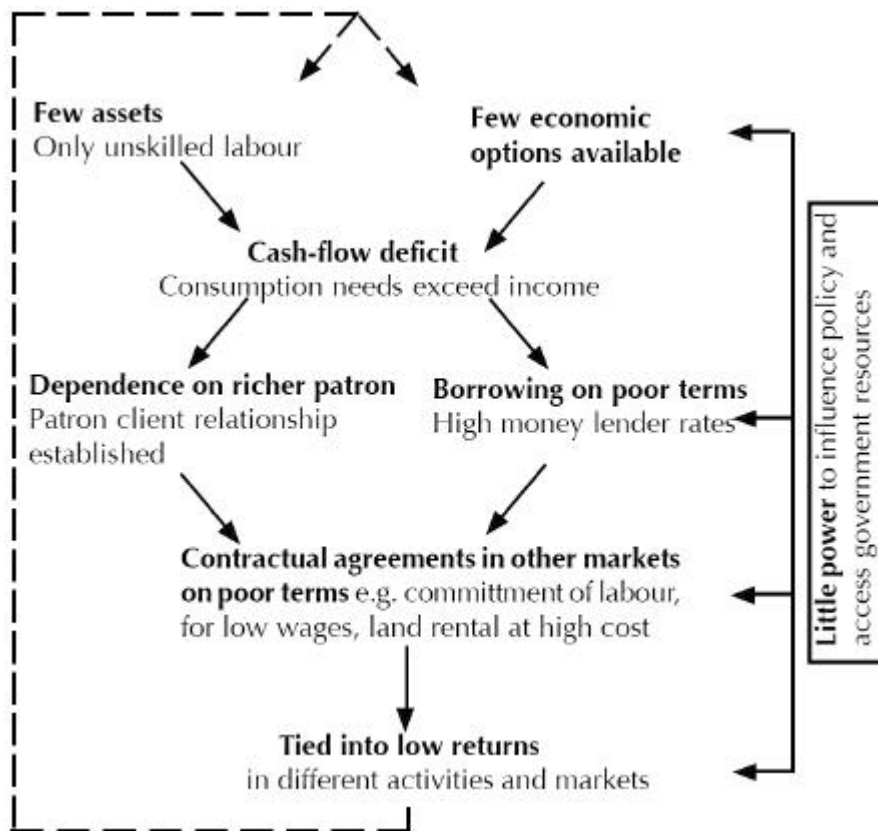 Few assets
Only unskilled labour
Few economic
options available
Cash-flow deficit
Consumption needs exceed income
Dependence on richer patron
Patron client relationship
established
Borrowing on poor terms
High money lender rates
Contractual agreements in other markets
on poor terms e.g. committment of labour,
for low wages, land rental at high cost
Tied into low returns
in different activities and markets
Little power to influence policy and
access government resources